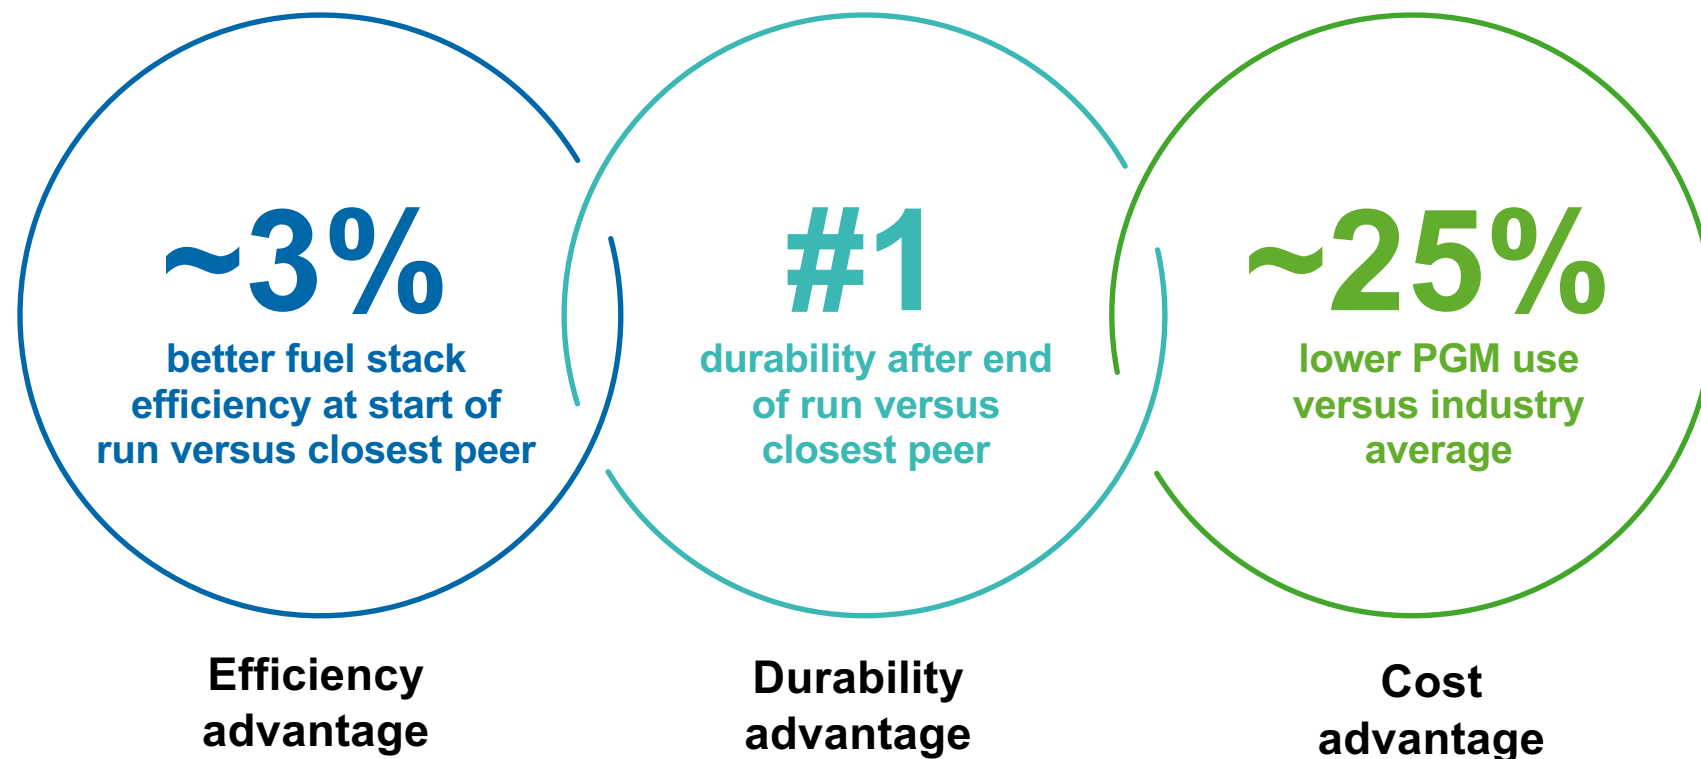 ~3%
better fuel stack
efficiency at start of
run versus closest peer
Efficiency
advantage
#1
durability after end
of run versus
closest peer
Durability
advantage
~25%
lower PGM use
versus industry
average
Cost
advantage